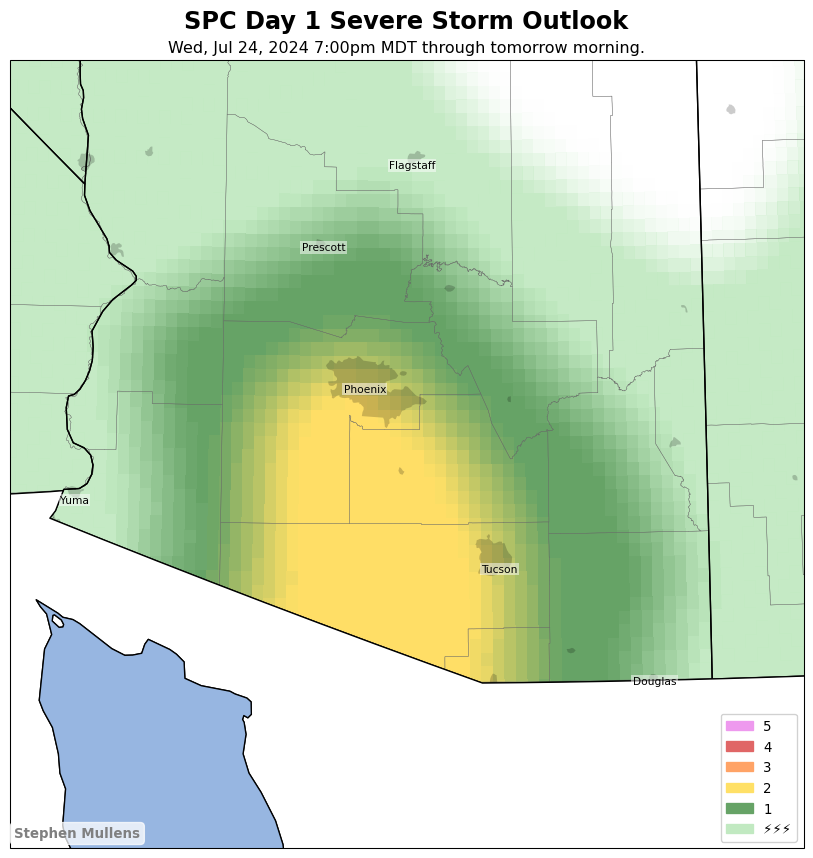 SPC Day 1 Severe Storm Outlook
Wed, Jul 24, 2024 7:00pm MDT through tomorrow morning.
Flagstaff
Prescott
Phoenix
Yuma
Tucson
Douglas
5
4
3
2
1
⚡⚡⚡
Stephen Mullens